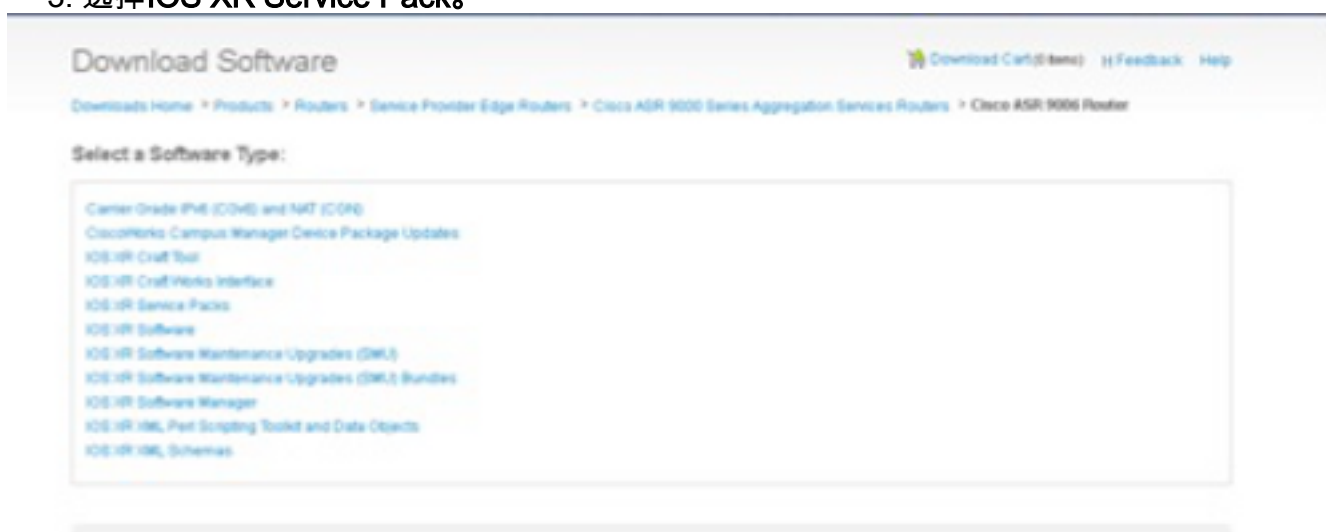 选择IOS XR Service Pack。
Download Software
Download Cart (0 items) Feedback Help
Downloads Home > Products > Routers > Service Provider Edge Routers > Cisco ASR 9000 Series Aggregation Services Routers > Cisco ASR 9006 Router
Select a Software Type:
Carrier Grade IPv6 (CGv6) and NAT (CGN)
CiscoWorks Campus Manager Device Package Updates
IOS XR Craft Tool
IOS XR Craft Works Interface
IOS XR Service Packs
IOS XR Software
IOS XR Software Maintenance Upgrades (SMU)
IOS XR Software Maintenance Upgrades (SMU) Bundles
IOS XR Software Manager
IOS XR XML Perl Scripting Toolkit and Data Objects
IOS XR XML Schemas